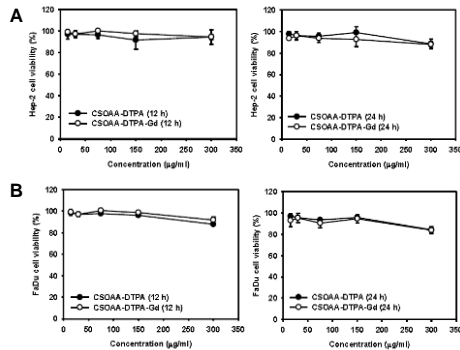 A
120
100
80
60
40
20
0
Hep-2 cell viability (%)
CSOAA-DTPA (12 h)
CSOAA-DTPA-Gd (12 h)
0 50 100 150 200 250 300 350
Concentration (µg/ml)
120
100
80
60
40
20
0
Hep-2 cell viability (%)
CSOAA-DTPA (24 h)
CSOAA-DTPA-Gd (24 h)
0 50 100 150 200 250 300 350
Concentration (µg/ml)
B
120
100
80
60
40
20
0
FaDu cell viability (%)
CSOAA-DTPA (12 h)
CSOAA-DTPA-Gd (12 h)
0 50 100 150 200 250 300 350
Concentration (µg/ml)
120
100
80
60
40
20
0
FaDu cell viability (%)
CSOAA-DTPA (24 h)
CSOAA-DTPA-Gd (24 h)
0 50 100 150 200 250 300 350
Concentration (µg/ml)